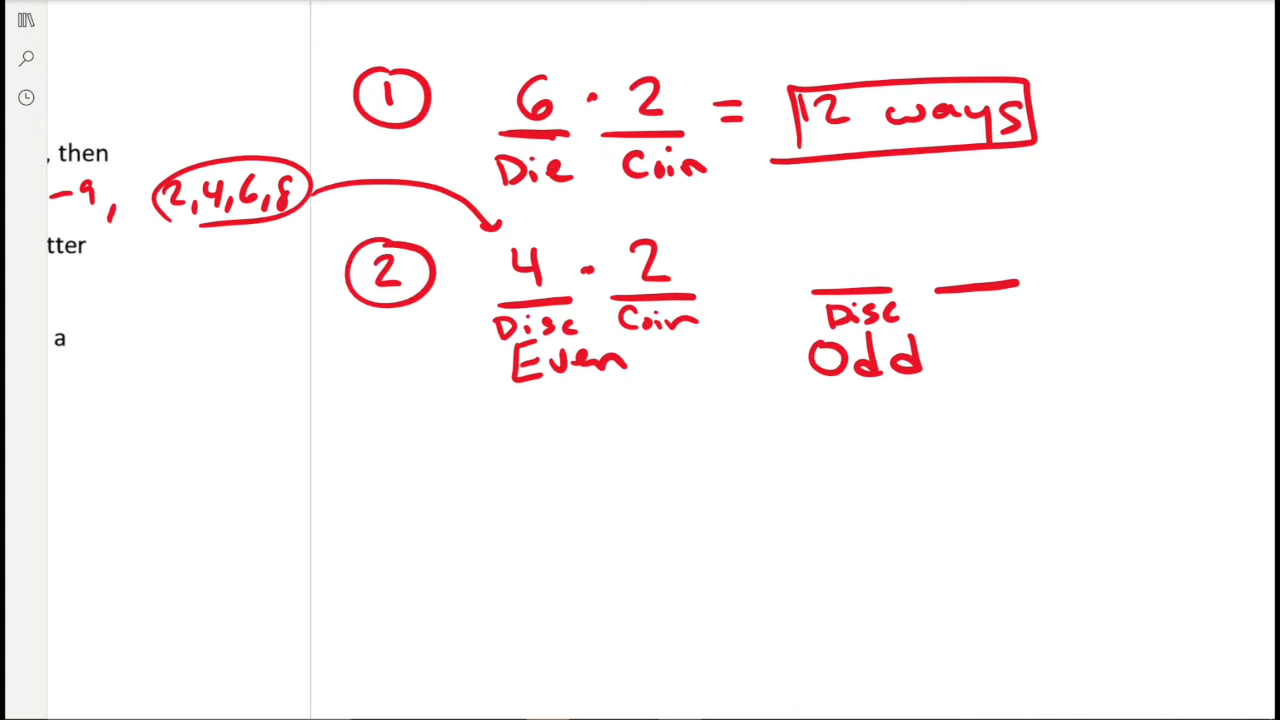 , then
-9, 2,4,6,8
tter
a
① 6 · 2 = 12 ways
Die Coin
② 4 · 2
Disc Coin Disc
Even Odd